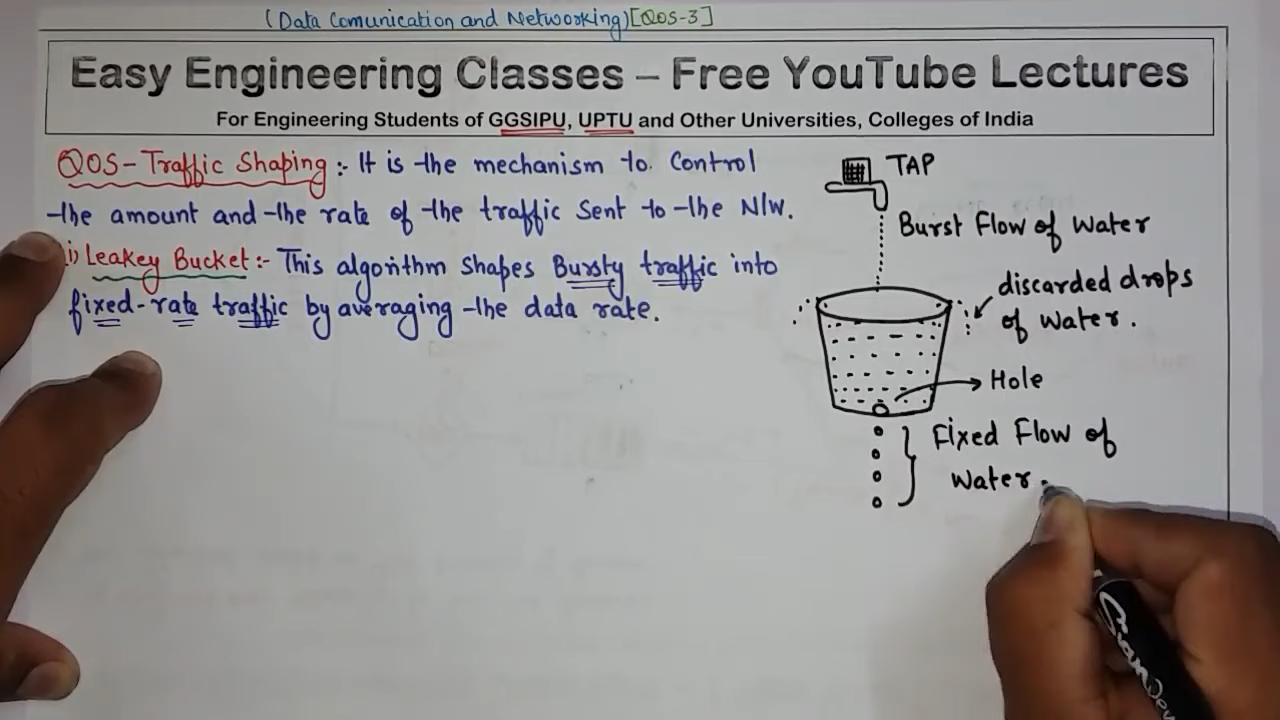 (Data Comunication and Networking)[QOS-3]
Easy Engineering Classes – Free YouTube Lectures
For Engineering Students of GGSIPU, UPTU and Other Universities, Colleges of India
QOS-Traffic Shaping:- It is the mechanism to control
the amount and the rate of the traffic sent to the N/w.
i) Leakey Bucket:- This algorithm shapes Bursty traffic into
fixed-rate traffic by averaging the data rate.
TAP
Burst Flow of Water
discarded drops
of water.
Hole
Fixed Flow of
Water.